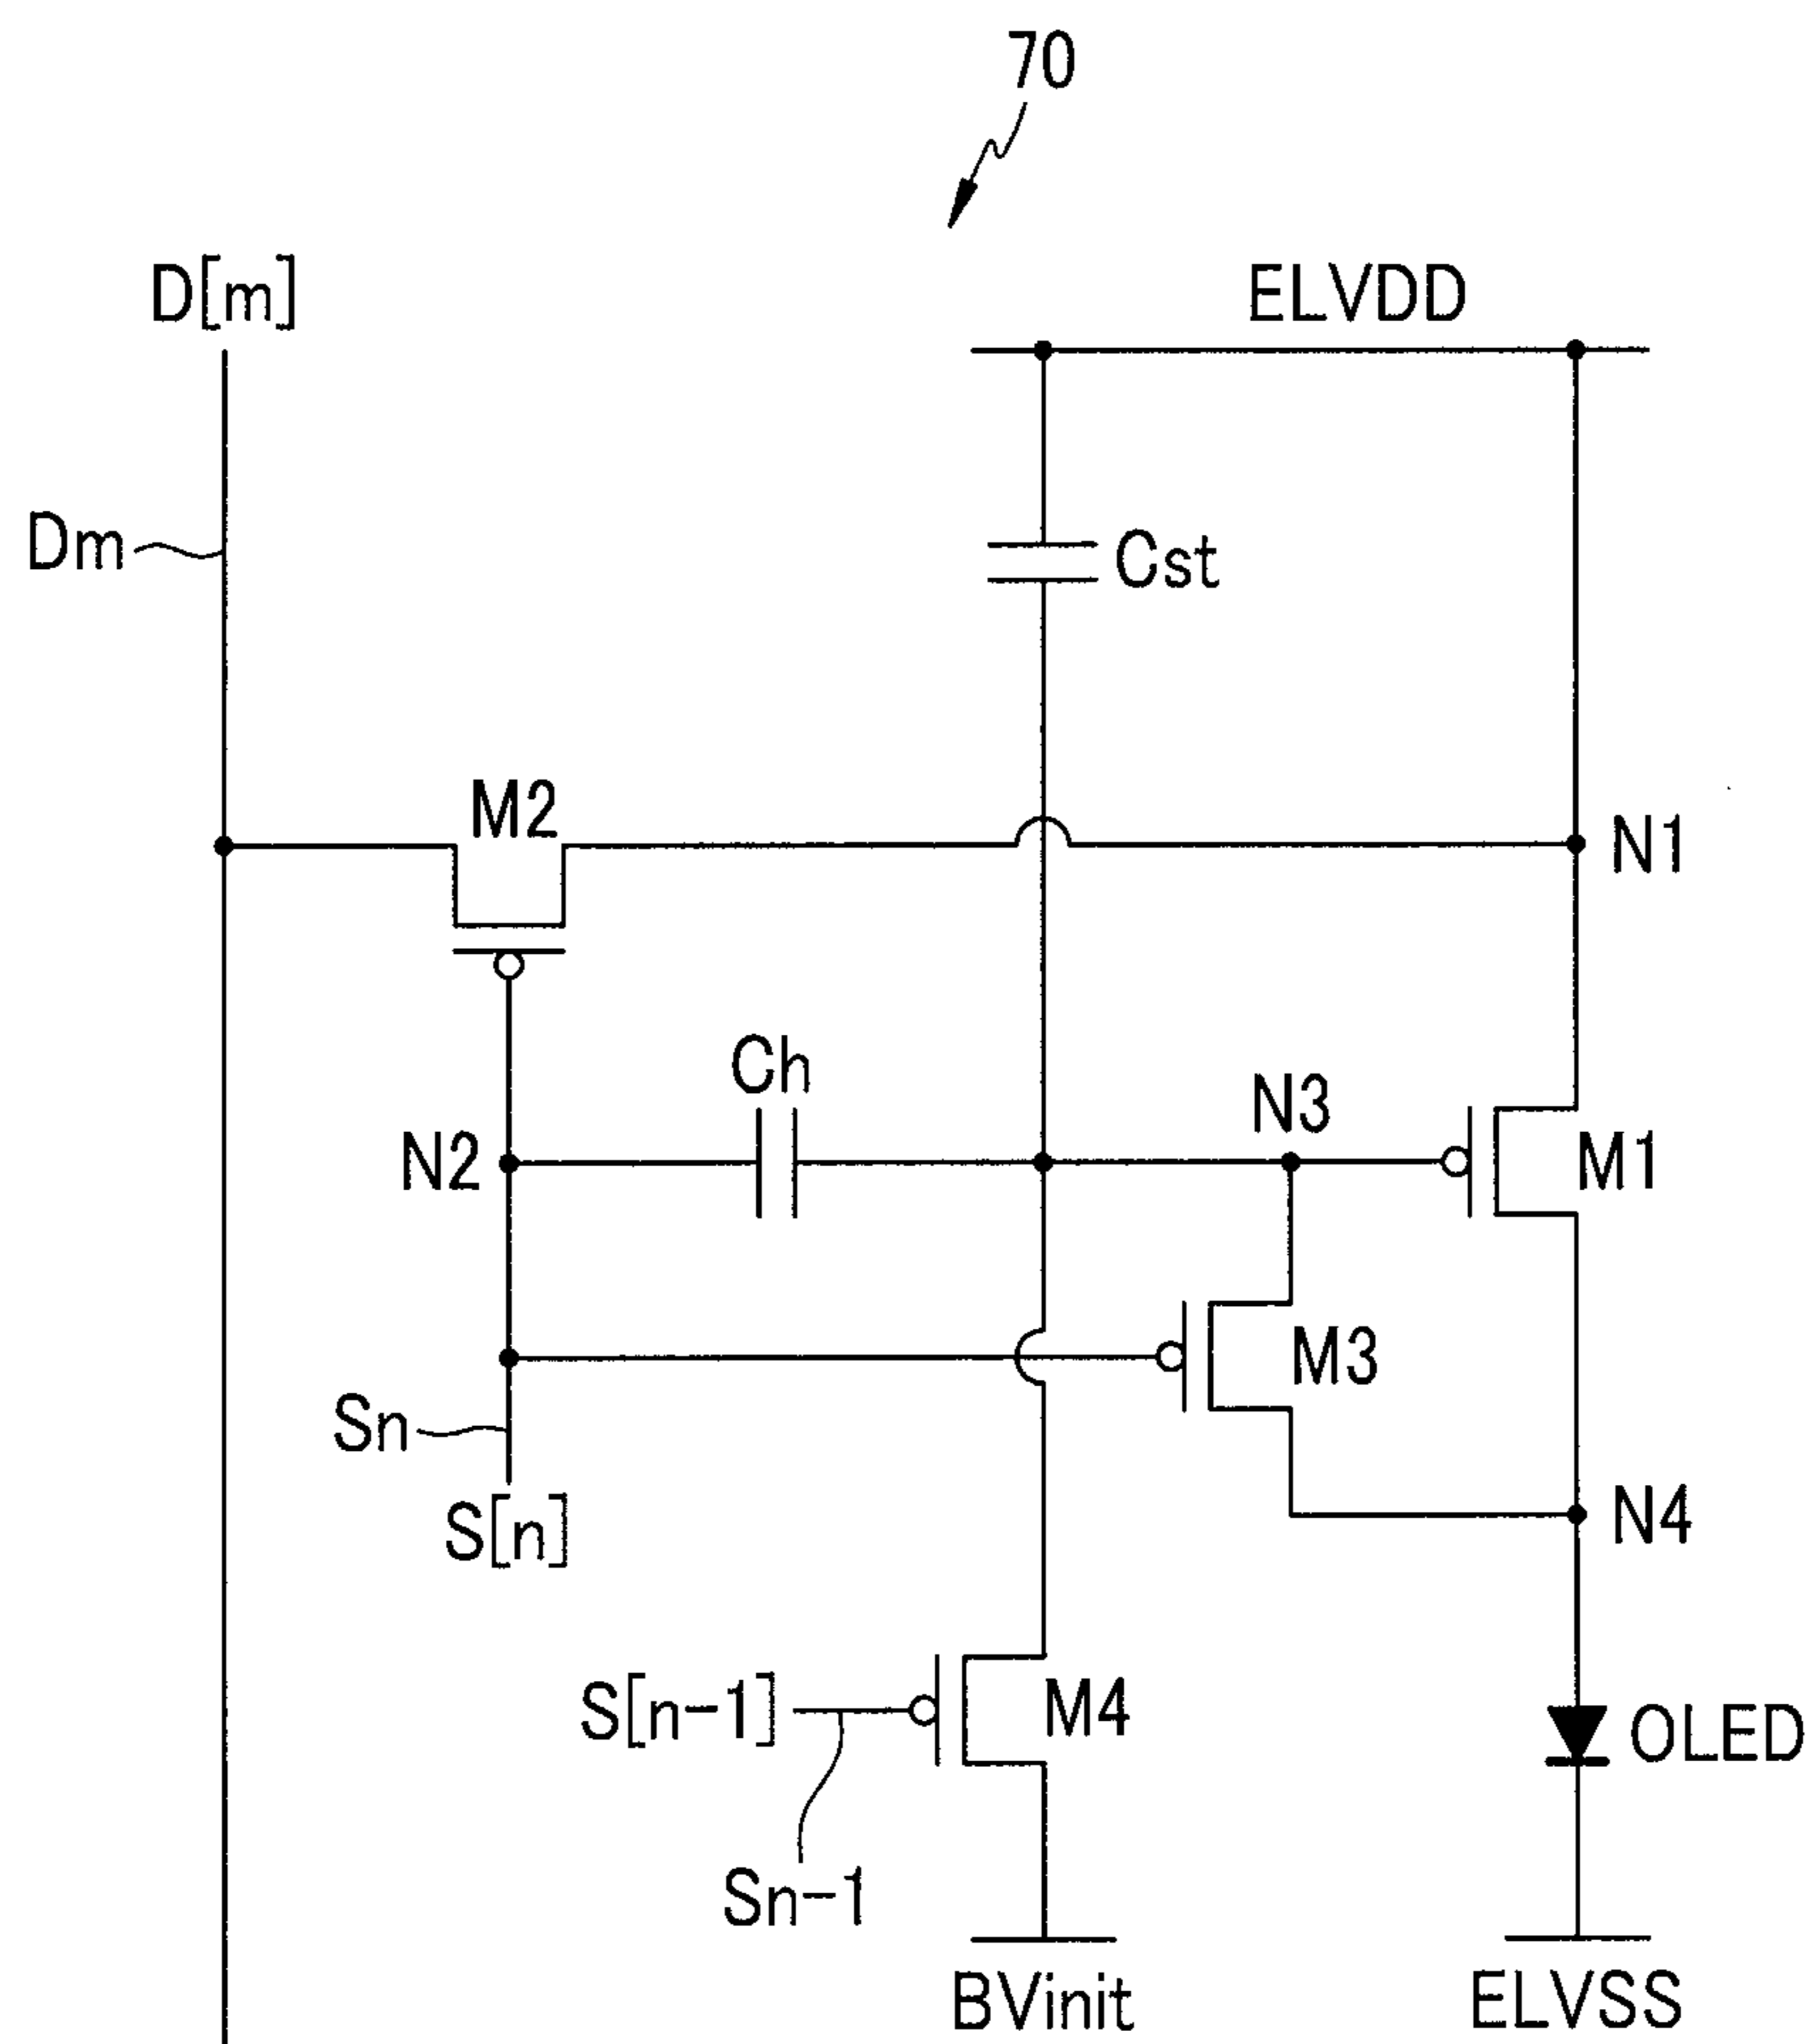 70
D[m]
ELVDD
Dm
Cst
M2
N1
Ch
N3
N2
M1
M3
Sn
S[n]
N4
S[n-1]
M4
OLED
Sn-1
BVinit
ELVSS